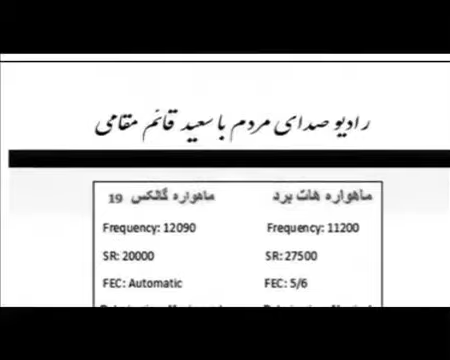 رادیو صدای مردم با سعید قائم مقامی
ماهواره هات برد
Frequency: 11200
SR: 27500
FEC: 5/6
ماهواره گالکس 19
Frequency: 12090
SR: 20000
FEC: Automatic